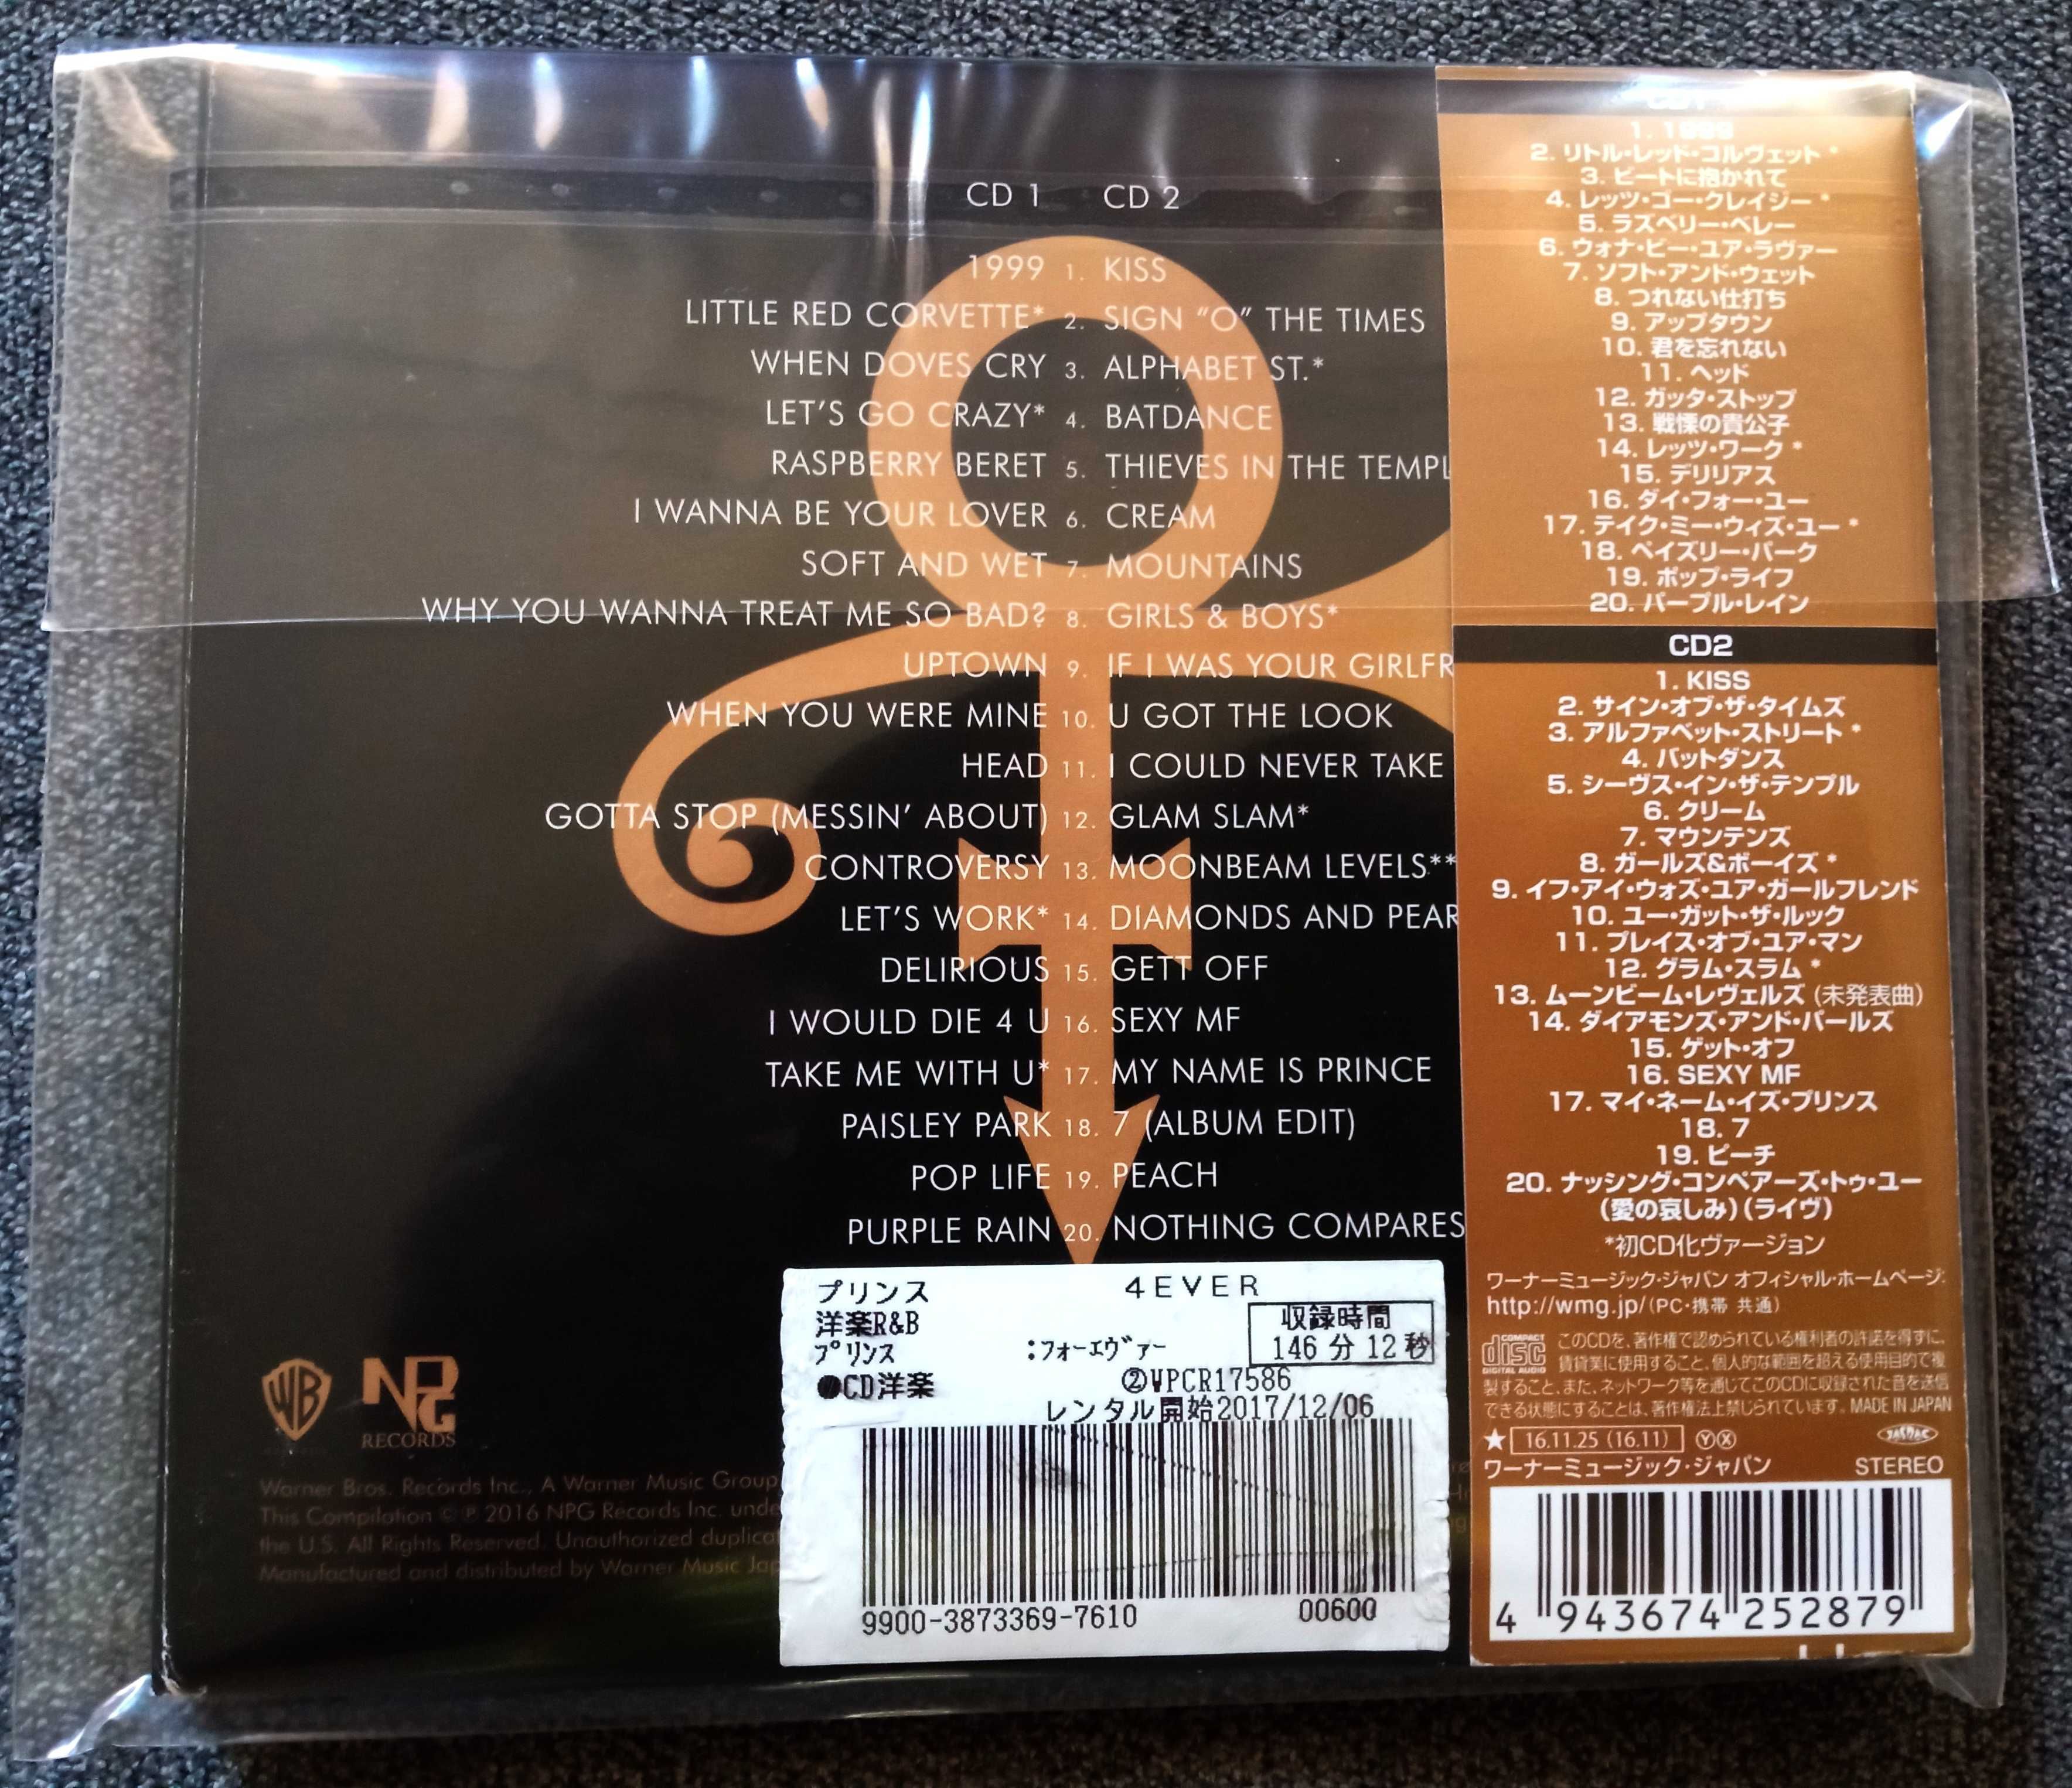 CD 1 CD 2
1999 1. KISS
LITTLE RED CORVETTE* 2. SIGN "O" THE TIMES
WHEN DOVES CRY 3. ALPHABET ST.*
LET'S GO CRAZY* 4. BATDANCE
RASPBERRY BERET 5. THIEVES IN THE TEMPL
I WANNA BE YOUR LOVER 6. CREAM
SOFT AND WET 7. MOUNTAINS
WHY YOU WANNA TREAT ME SO BAD? 8. GIRLS & BOYS*
UPTOWN 9. IF I WAS YOUR GIRLFR
WHEN YOU WERE MINE 10. U GOT THE LOOK
HEAD 11. I COULD NEVER TAKE
GOTTA STOP (MESSIN' ABOUT) 12. GLAM SLAM*
CONTROVERSY 13. MOONBEAM LEVELS**
LET'S WORK* 14. DIAMONDS AND PEAR
DELIRIOUS 15. GETT OFF
I WOULD DIE 4 U 16. SEXY MF
TAKE ME WITH U* 17. MY NAME IS PRINCE
PAISLEY PARK 18. 7 (ALBUM EDIT)
POP LIFE 19. PEACH
PURPLE RAIN 20. NOTHING COMPARES
WB NPG
RECORDS
Warner Bros. Records Inc., A Warner Music Group
This Compilation © ℗ 2016 NPG Records Inc. unde
the U.S. All Rights Reserved. Unauthorized duplicat
Manufactured and distributed by Warner Music Jap
プリンス 4EVER
洋楽R&B 収録時間
プリンス :フォーエヴァー 146 分 12 秒
●CD洋楽 ②WPCR17586
レンタル開始2017/12/06
9900-3873369-7610 00600
1. 1999
2. リトル・レッド・コルヴェット *
3. ビートに抱かれて
4. レッツ・ゴー・クレイジー *
5. ラズベリー・ベレー
6. ウォナ・ビー・ユア・ラヴァー
7. ソフト・アンド・ウェット
8. つれない仕打ち
9. アップタウン
10. 君を忘れない
11. ヘッド
12. ガッタ・ストップ
13. 戦慄の貴公子
14. レッツ・ワーク *
15. デリリアス
16. ダイ・フォー・ユー
17. テイク・ミー・ウィズ・ユー *
18. ペイズリー・パーク
19. ポップ・ライフ
20. パープル・レイン
CD2
1. KISS
2. サイン・オブ・ザ・タイムズ
3. アルファベット・ストリート *
4. バットダンス
5. シーヴス・イン・ザ・テンプル
6. クリーム
7. マウンテンズ
8. ガールズ&ボーイズ *
9. イフ・アイ・ウォズ・ユア・ガールフレンド
10. ユー・ガット・ザ・ルック
11. プレイス・オブ・ユア・マン
12. グラム・スラム *
13. ムーンビーム・レヴェルズ (未発表曲)
14. ダイアモンズ・アンド・パールズ
15. ゲット・オフ
16. SEXY MF
17. マイ・ネーム・イズ・プリンス
18. 7
19. ピーチ
20. ナッシング・コンペアーズ・トゥ・ユー
(愛の哀しみ)(ライヴ)
*初CD化ヴァージョン
ワーナーミュージック・ジャパン オフィシャル・ホームページ:
http://wmg.jp/(PC・携帯 共通)
COMPACT disc DIGITAL AUDIO
このCDを、著作権で認められている権利者の許諾を得ずに、
賃貸業に使用すること、個人的な範囲を超える使用目的で複
製すること、また、ネットワーク等を通じてこのCDに収録された音を送信
できる状態にすることは、著作権法上禁じられています。MADE IN JAPAN
★ 16.11.25 (16.11) Ⓨ Ⓧ JASRAC
ワーナーミュージック・ジャパン STEREO
4 943674 252879